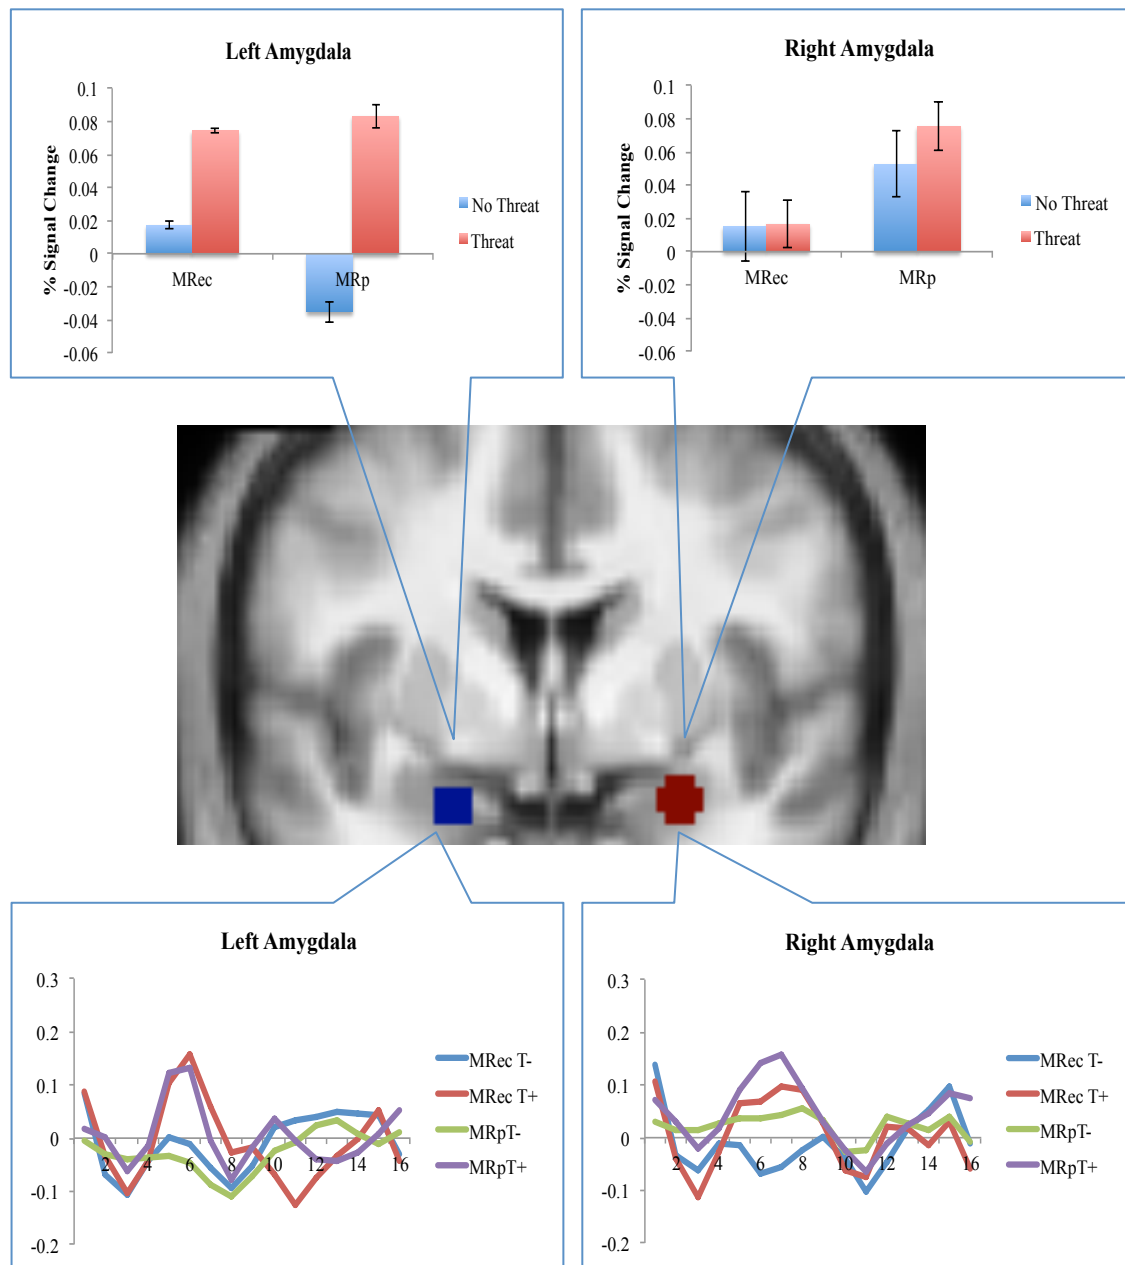 Left Amygdala
% Signal Change
0.1
0.08
0.06
0.04
0.02
0
-0.02
-0.04
-0.06
MRec
MRp
No Threat
Threat
Right Amygdala
% Signal Change
0.1
0.08
0.06
0.04
0.02
0
-0.02
-0.04
-0.06
MRec
MRp
No Threat
Threat
Left Amygdala
0.3
0.2
0.1
0
-0.1
-0.2
2 4 6 8 10 12 14 16
MRec T-
MRec T+
MRpT-
MRpT+
Right Amygdala
0.3
0.2
0.1
0
-0.1
-0.2
2 4 6 8 10 12 14 16
MRec T-
MRec T+
MRpT-
MRpT+